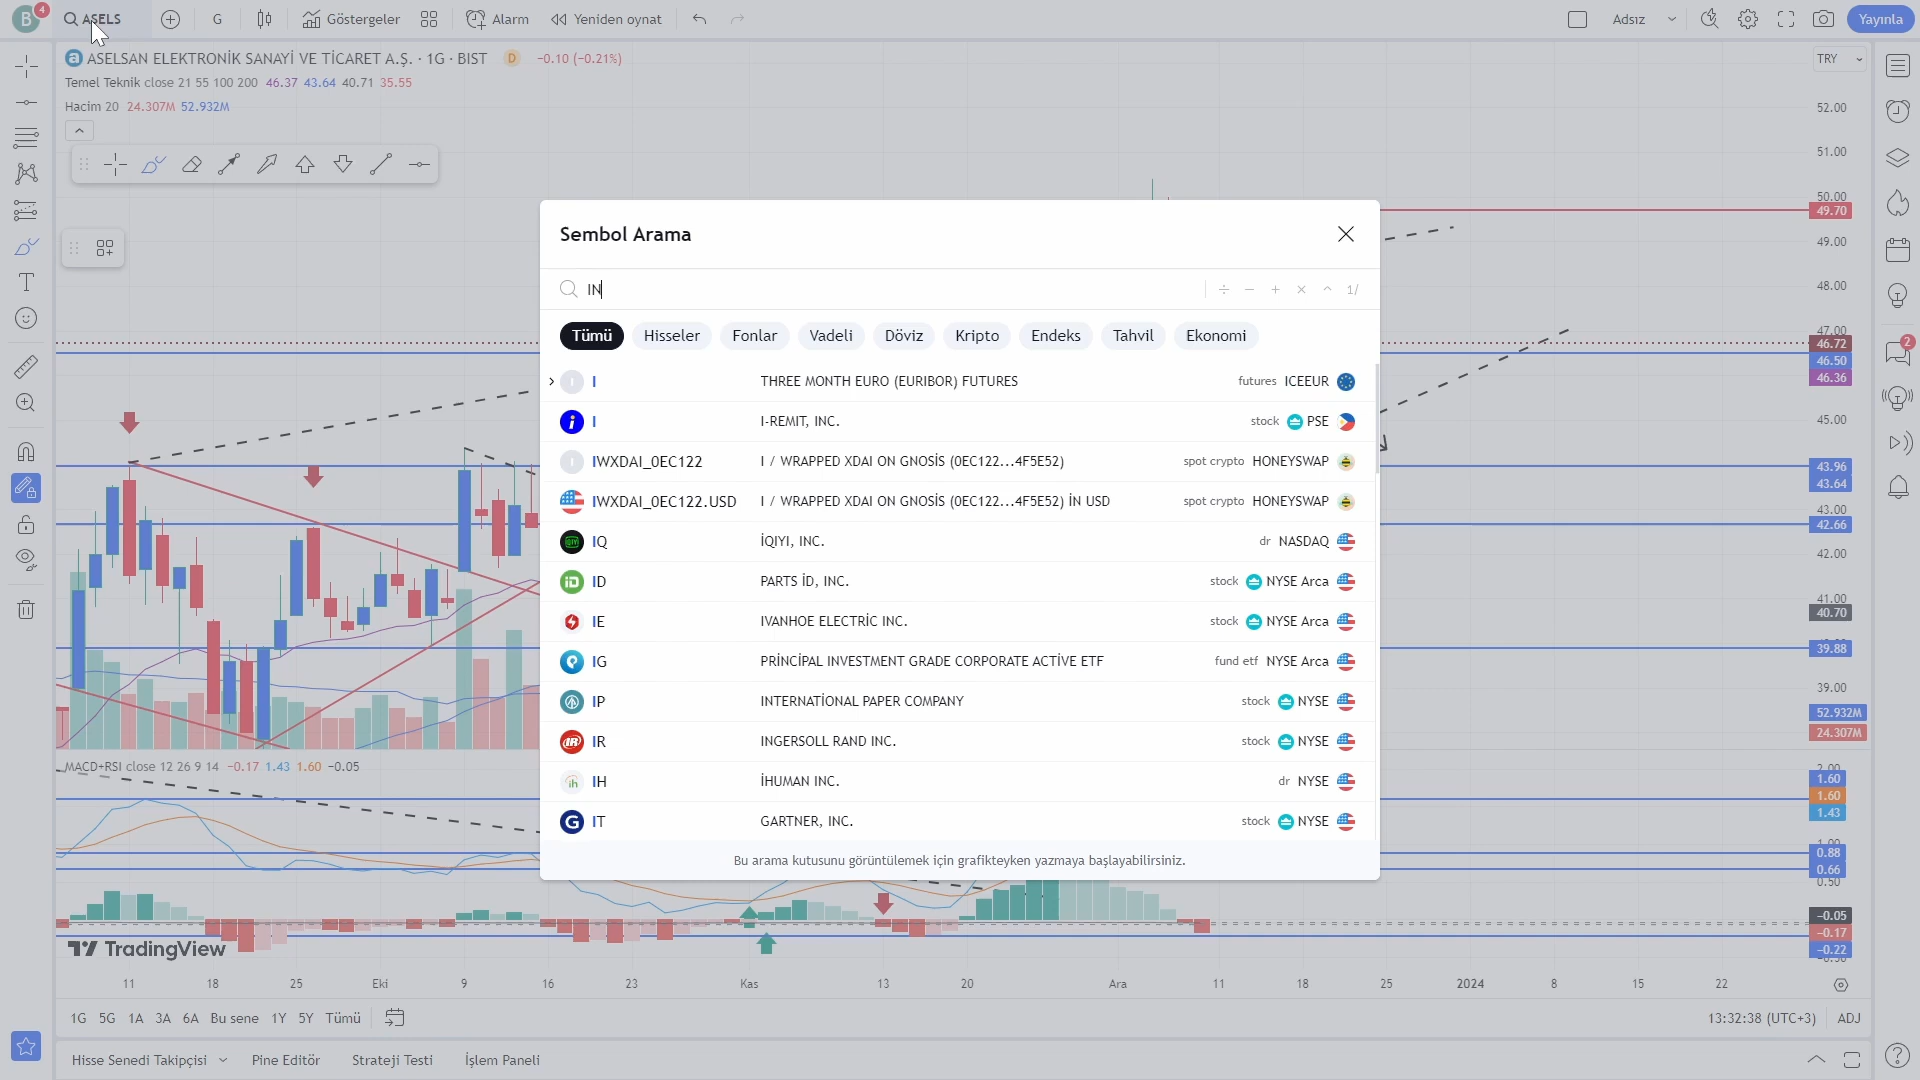 B 4 ASELS G Göstergeler Alarm Yeniden oynat Adsız Yayınla
ASELSAN ELEKTRONİK SANAYİ VE TİCARET A.Ş. · 1G · BIST D −0.10 (−0.21%) TRY
Temel Teknik close 21 55 100 200 46.37 43.64 40.71 35.55
Hacim 20 24.307M 52.932M
52.00
51.00
50.00
49.70
49.00
48.00
47.00
46.72
46.50
46.36
45.00
43.96
43.64
43.00
42.66
42.00
41.00
40.70
39.88
39.00
52.932M
24.307M
2
Sembol Arama
IN
1/
Tümü Hisseler Fonlar Vadeli Döviz Kripto Endeks Tahvil Ekonomi
I THREE MONTH EURO (EURIBOR) FUTURES futures ICEEUR
I I-REMIT, INC. stock PSE
IWXDAI_0EC122 I / WRAPPED XDAI ON GNOSİS (0EC122...4F5E52) spot crypto HONEYSWAP
IWXDAI_0EC122.USD I / WRAPPED XDAI ON GNOSİS (0EC122...4F5E52) İN USD spot crypto HONEYSWAP
IQ İQIYI, INC. dr NASDAQ
ID PARTS İD, INC. stock NYSE Arca
IE IVANHOE ELECTRİC INC. stock NYSE Arca
IG PRİNCİPAL INVESTMENT GRADE CORPORATE ACTİVE ETF fund etf NYSE Arca
IP INTERNATİONAL PAPER COMPANY stock NYSE
IR INGERSOLL RAND INC. stock NYSE
IH İHUMAN INC. dr NYSE
IT GARTNER, INC. stock NYSE
Bu arama kutusunu görüntülemek için grafikteyken yazmaya başlayabilirsiniz.
MACD+RSI close 12 26 9 14 −0.17 1.43 1.60 −0.05
2.00
1.60
1.60
1.43
1.00
0.88
0.66
0.50
−0.05
−0.17
−0.22
TradingView
11 18 25 Eki 9 16 23 Kas 13 20 Ara 11 18 25 2024 8 15 22
1G 5G 1A 3A 6A Bu sene 1Y 5Y Tümü 13:32:38 (UTC+3) ADJ
Hisse Senedi Takipçisi Pine Editör Strateji Testi İşlem Paneli